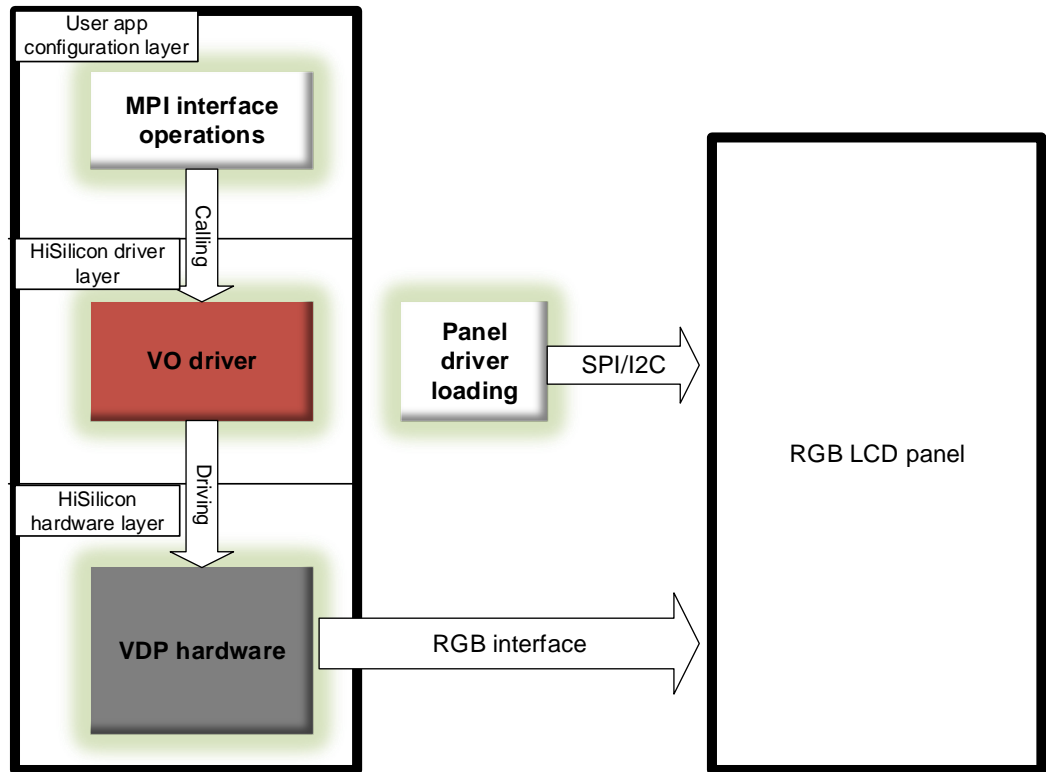 User app
configuration layer
MPI interface
operations
Calling
HiSilicon driver
layer
VO driver
Panel
driver
loading
SPI/I2C
RGB LCD panel
Driving
HiSilicon
hardware layer
VDP hardware
RGB interface